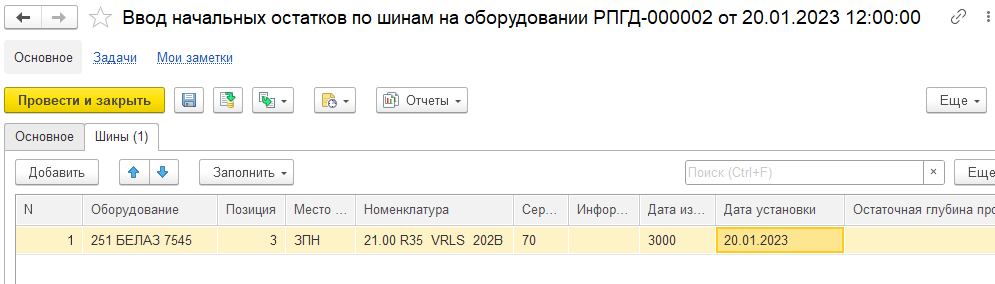 Ввод начальных остатков по шинам на оборудовании РПГД-000002 от 20.01.2023 12:00:00
Основное Задачи Мои заметки
Провести и закрыть Отчеты Еще
Основное Шины (1)
Добавить Заполнить Поиск (Ctrl+F) × Еще
N Оборудование Позиция Место ... Номенклатура Сер... Инфор... Дата из... Дата установки Остаточная глубина про
1 251 БЕЛАЗ 7545 3 ЗПН 21.00 R35 VRLS 202В 70 3000 20.01.2023